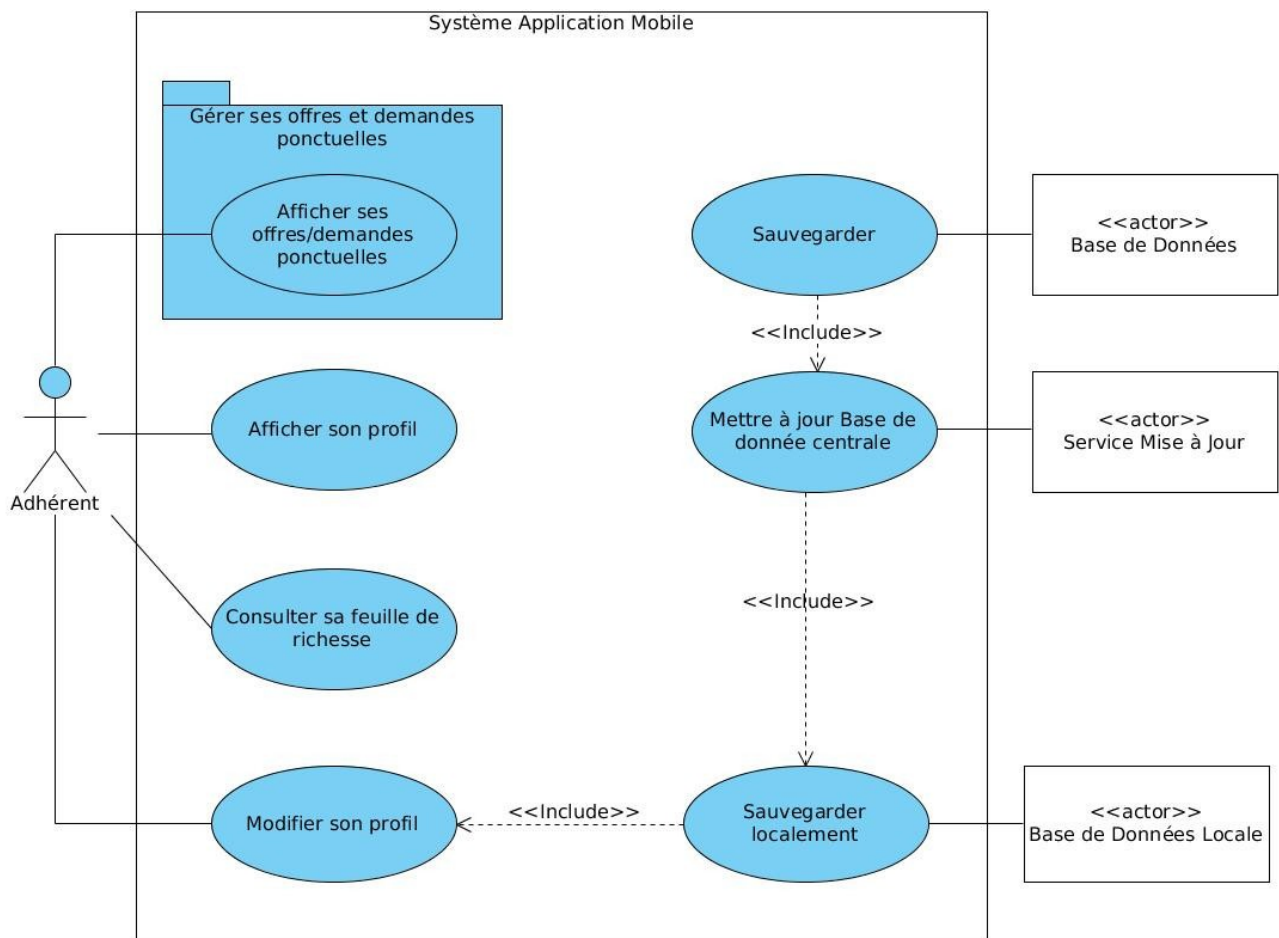 Système Application Mobile
Gérer ses offres et demandes
ponctuelles
Afficher ses
offres/demandes
ponctuelles
Sauvegarder
<<actor>>
Base de Données
<<Include>>
Adhérent
Afficher son profil
Mettre à jour Base de
donnée centrale
<<actor>>
Service Mise à Jour
<<Include>>
Consulter sa feuille de
richesse
Modifier son profil
<<Include>>
Sauvegarder
localement
<<actor>>
Base de Données Locale